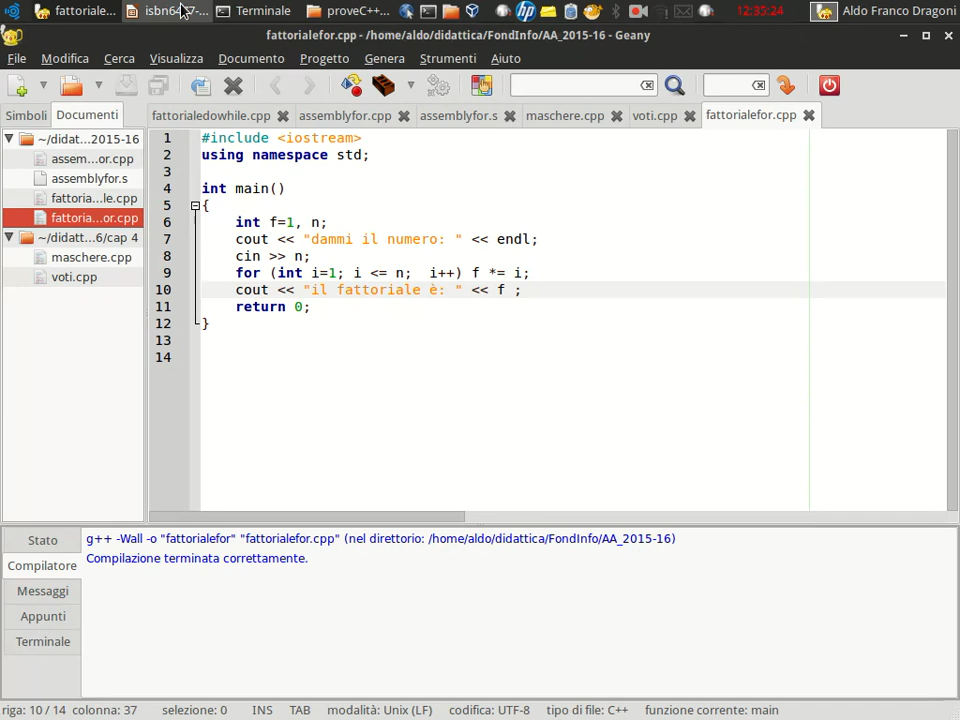 fattoriale... Terminale proveC++... 12:35:24 Aldo Franco Dragoni
fattorialefor.cpp - /home/aldo/didattica/FondInfo/AA_2015-16 - Geany
File Modifica Cerca Visualizza Documento Progetto Genera Strumenti Aiuto
Simboli Documenti fattorialedowhile.cpp assemblyfor.cpp assemblyfor.s maschere.cpp voti.cpp fattorialefor.cpp
~/didat...2015-16
assem...or.cpp
assemblyfor.s
fattoria...le.cpp
fattoria...or.cpp
~/didatt...6/cap 4
maschere.cpp
voti.cpp
1 #include <iostream>
2 using namespace std;
3
4 int main()
5 {
6 int f=1, n;
7 cout << "dammi il numero: " << endl;
8 cin >> n;
9 for (int i=1; i <= n;  i++) f *= i;
10 cout << "il fattoriale è: " << f ;
11 return 0;
12 }
13
14
Stato
Compilatore
Messaggi
Appunti
Terminale
g++ -Wall -o "fattorialefor" "fattorialefor.cpp" (nel direttorio: /home/aldo/didattica/FondInfo/AA_2015-16)
Compilazione terminata correttamente.
riga: 10 / 14 colonna: 37 selezione: 0 INS TAB modalità: Unix (LF) codifica: UTF-8 tipo di file: C++ funzione corrente: main